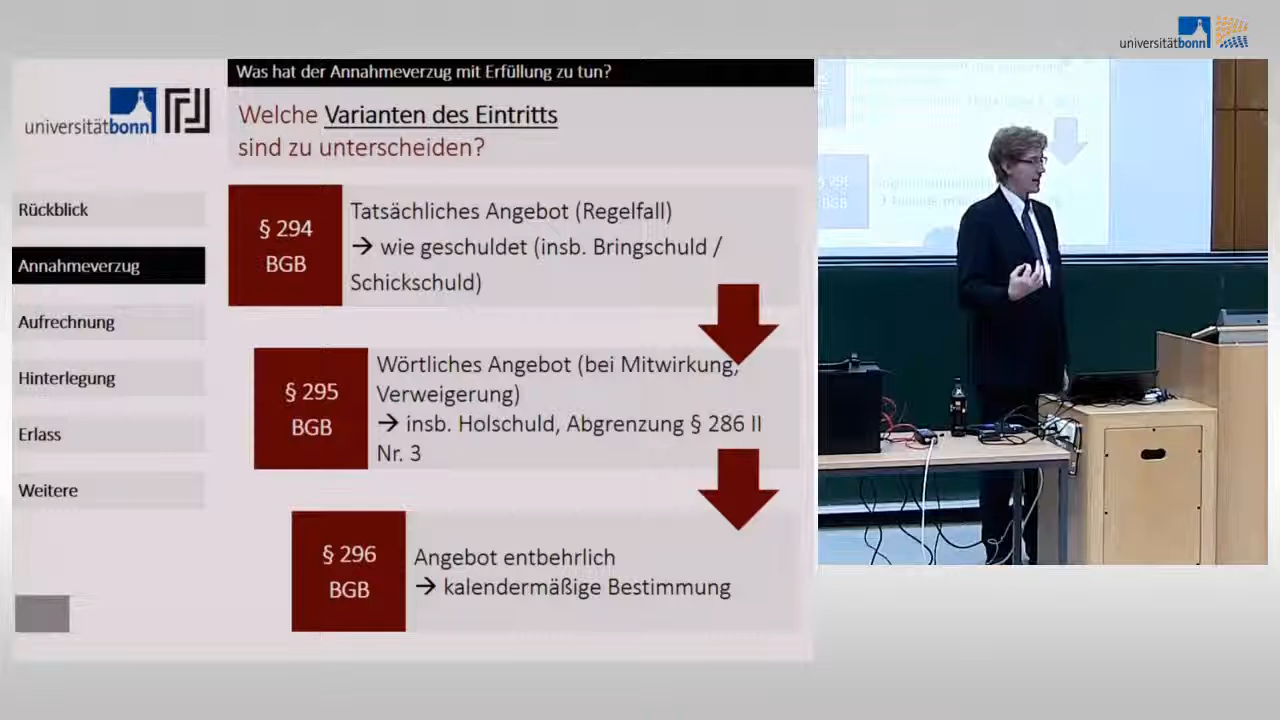 universitätbonn
Was hat der Annahmeverzug mit Erfüllung zu tun?
universitätbonn
Welche Varianten des Eintritts
sind zu unterscheiden?
Rückblick
Annahmeverzug
Aufrechnung
Hinterlegung
Erlass
Weitere
§ 294
BGB
Tatsächliches Angebot (Regelfall)
→ wie geschuldet (insb. Bringschuld /
Schickschuld)
§ 295
BGB
Wörtliches Angebot (bei Mitwirkung,
Verweigerung)
→ insb. Holschuld, Abgrenzung § 286 II
Nr. 3
§ 296
BGB
Angebot entbehrlich
→ kalendermäßige Bestimmung